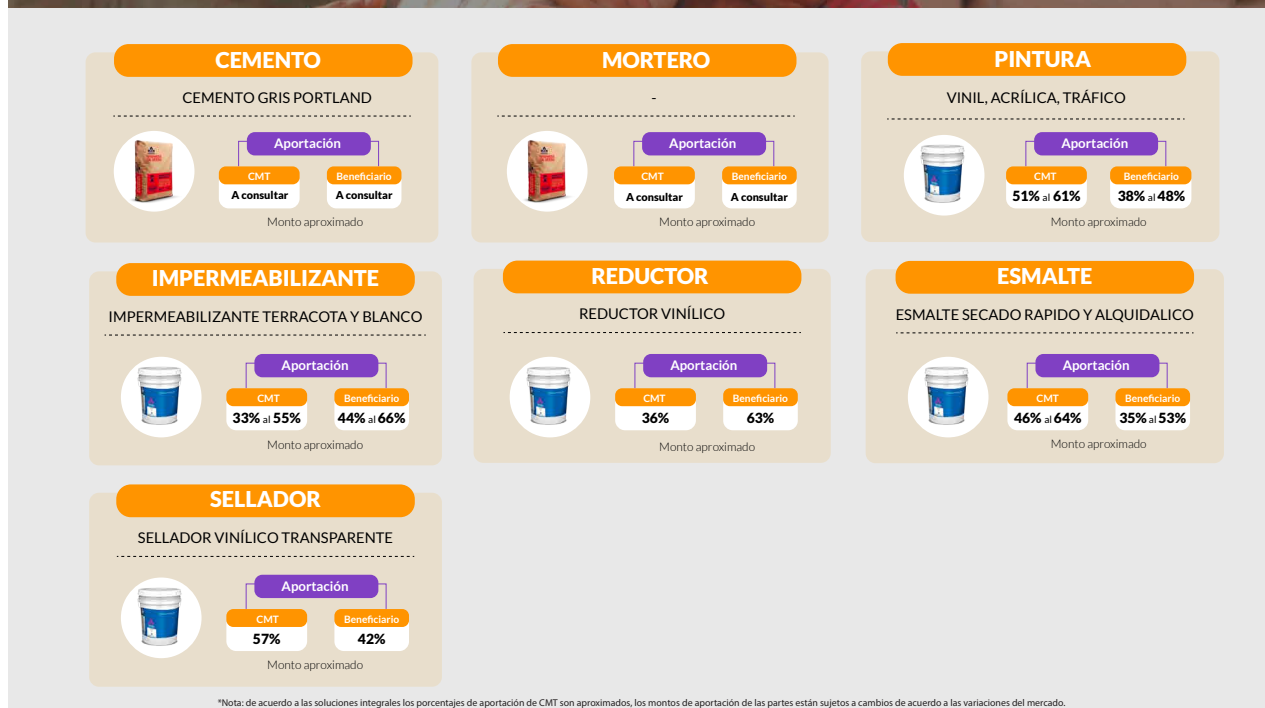 CEMENTO
CEMENTO GRIS PORTLAND
Aportación
CMT
Beneficiario
A consultar
A consultar
Monto aproximado
MORTERO
-
Aportación
CMT
Beneficiario
A consultar
A consultar
Monto aproximado
PINTURA
VINIL, ACRÍLICA, TRÁFICO
Aportación
CMT
Beneficiario
51% al 61%
38% al 48%
Monto aproximado
IMPERMEABILIZANTE
IMPERMEABILIZANTE TERRACOTA Y BLANCO
Aportación
CMT
Beneficiario
33% al 55%
44% al 66%
Monto aproximado
REDUCTOR
REDUCTOR VINÍLICO
Aportación
CMT
Beneficiario
36%
63%
Monto aproximado
ESMALTE
ESMALTE SECADO RAPIDO Y ALQUIDALICO
Aportación
CMT
Beneficiario
46% al 64%
35% al 53%
Monto aproximado
SELLADOR
SELLADOR VINÍLICO TRANSPARENTE
Aportación
CMT
Beneficiario
57%
42%
Monto aproximado
*Nota: de acuerdo a las soluciones integrales los porcentajes de aportación de CMT son aproximados, los montos de aportación de las partes están sujetos a cambios de acuerdo a las variaciones del mercado.